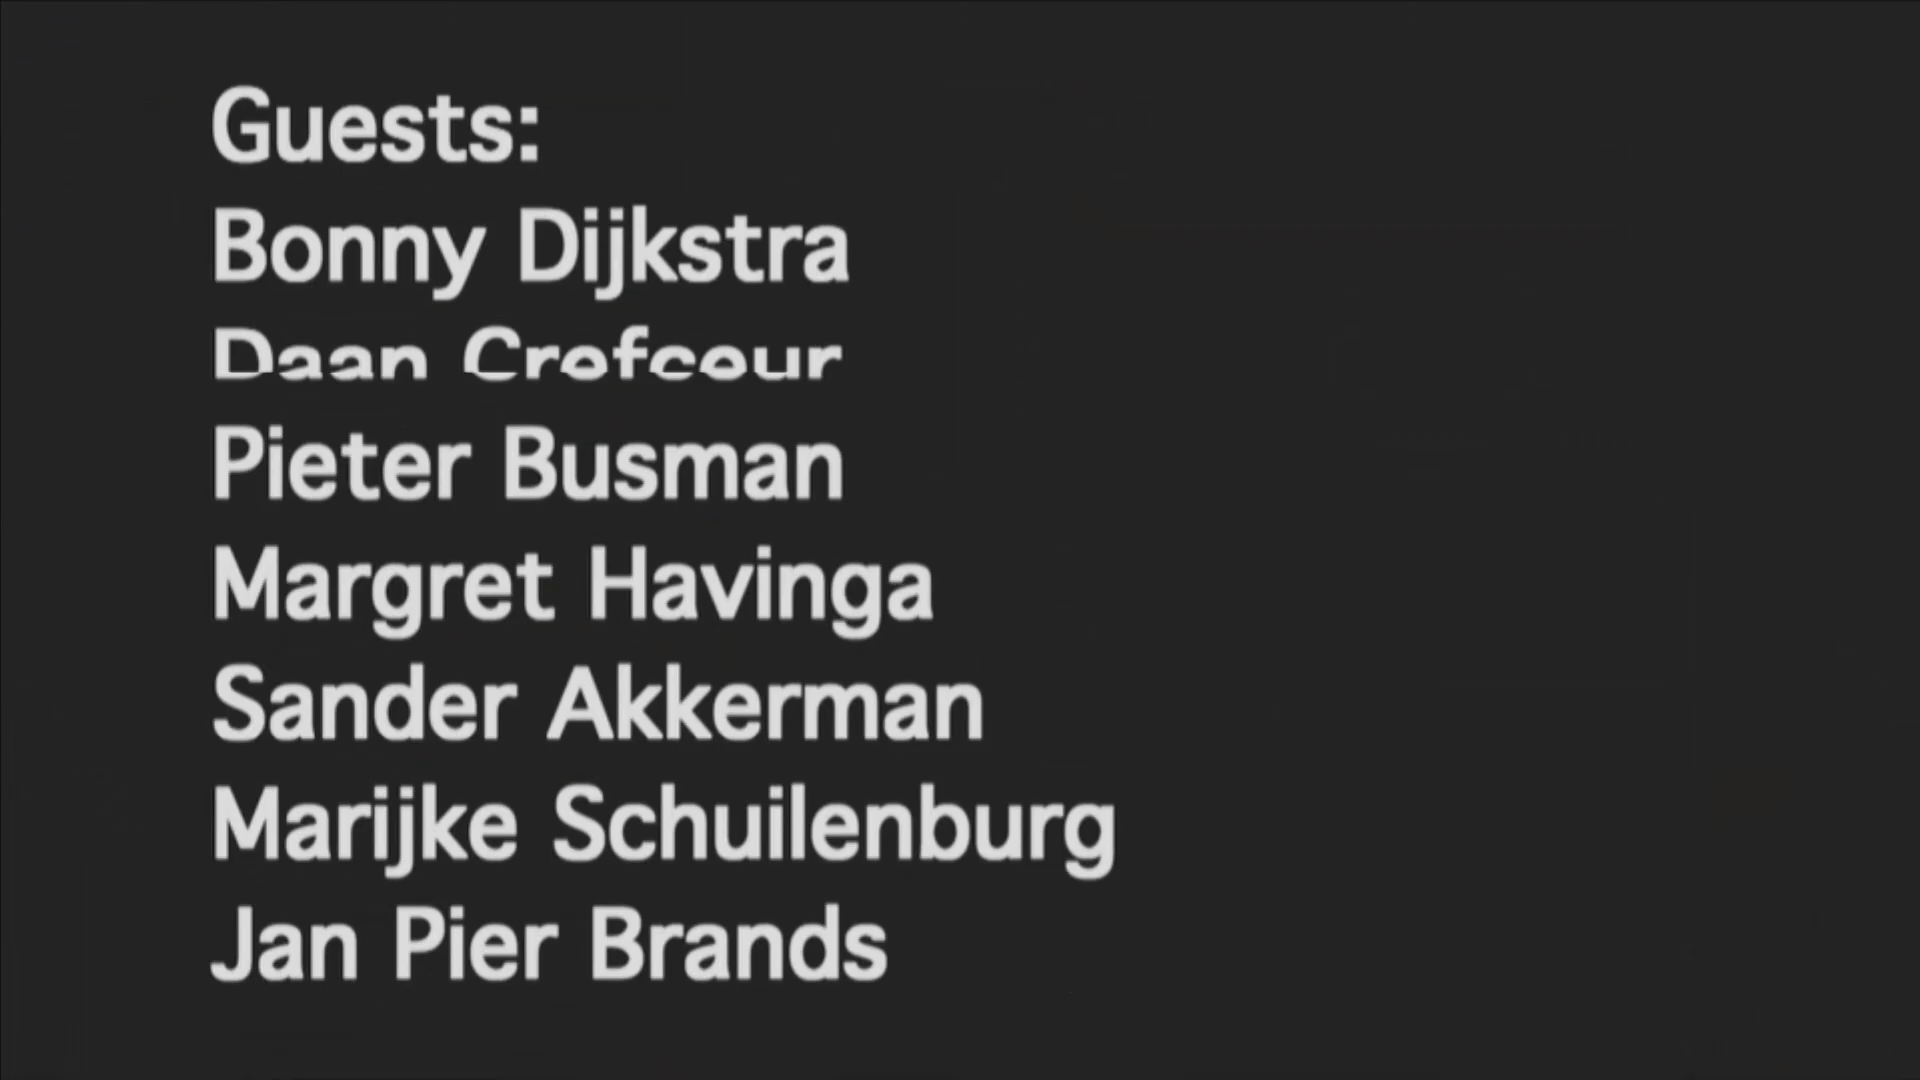 Guests:
Bonny Dijkstra
Daan
Pieter Busman
Margret Havinga
Sander Akkerman
Marijke Schuilenburg
Jan Pier Brands